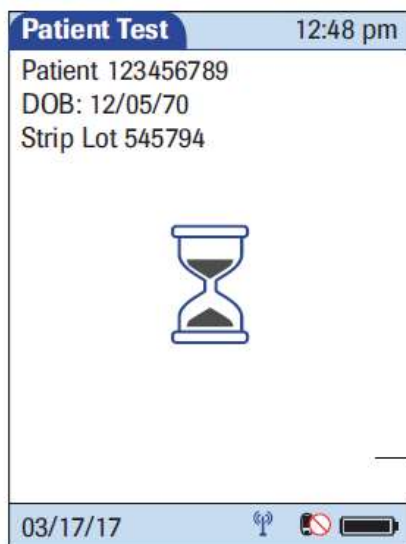 Patient Test 12:48 pm
Patient 123456789
DOB: 12/05/70
Strip Lot 545794
03/17/17